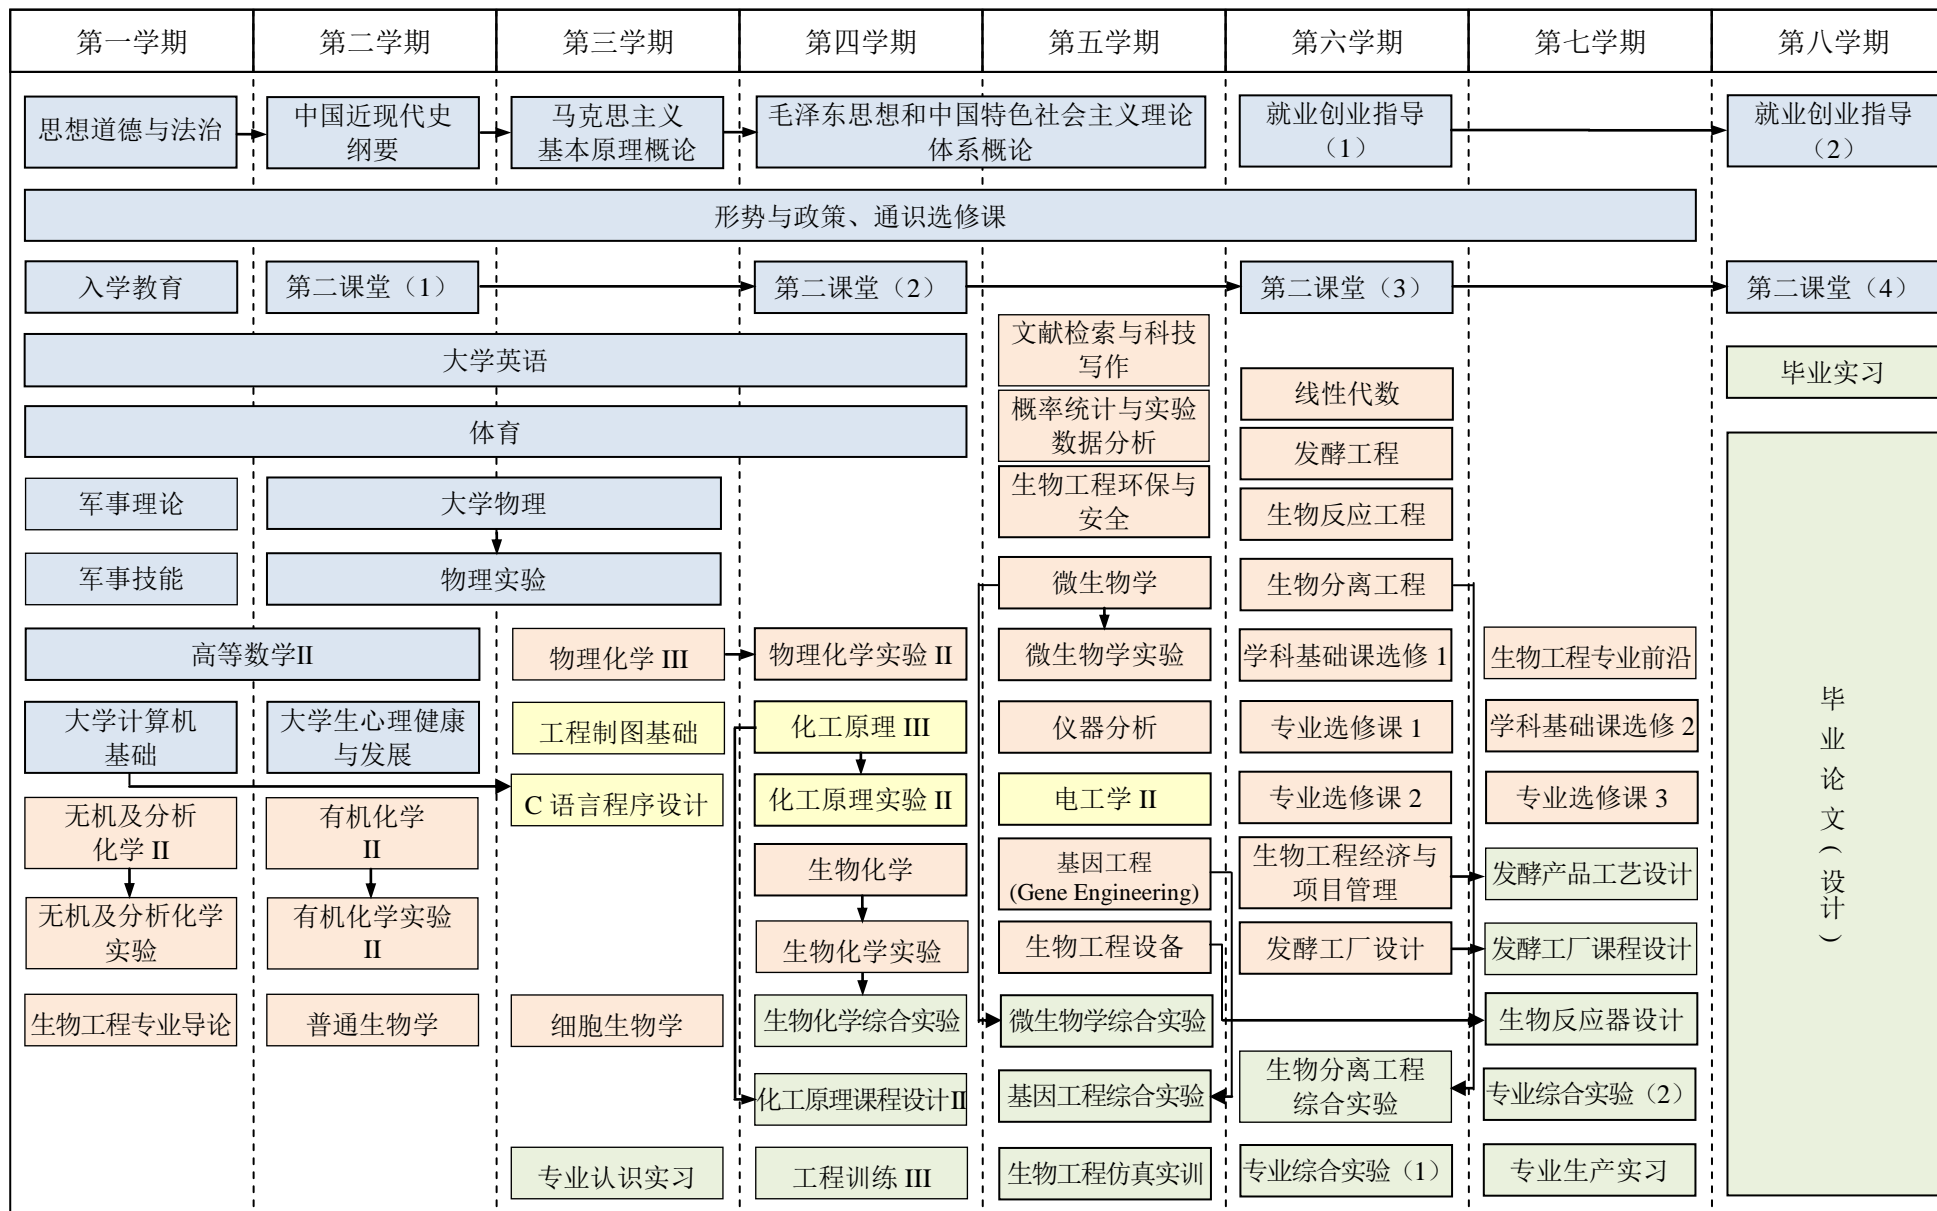 第一学期
第二学期
第三学期
第四学期
第五学期
第六学期
第七学期
第八学期
思想道德与法治
中国近现代史
纲要
马克思主义
基本原理概论
毛泽东思想和中国特色社会主义理论
体系概论
就业创业指导
（1）
就业创业指导
（2）
形势与政策、通识选修课
入学教育
第二课堂（1）
第二课堂（2）
第二课堂（3）
第二课堂（4）
大学英语
文献检索与科技
写作
线性代数
毕业实习
体育
概率统计与实验
数据分析
发酵工程
军事理论
大学物理
生物工程环保与
安全
生物反应工程
军事技能
物理实验
微生物学
生物分离工程
高等数学II
物理化学 III
物理化学实验 II
微生物学实验
学科基础课选修 1
生物工程专业前沿
大学计算机
基础
大学生心理健康
与发展
工程制图基础
化工原理 III
仪器分析
专业选修课 1
学科基础课选修 2
C 语言程序设计
化工原理实验 II
电工学 II
专业选修课 2
专业选修课 3
无机及分析
化学 II
有机化学
II
生物化学
基因工程
(Gene Engineering)
生物工程经济与
项目管理
发酵产品工艺设计
无机及分析化学
实验
有机化学实验
II
生物化学实验
生物工程设备
发酵工厂设计
发酵工厂课程设计
生物工程专业导论
普通生物学
细胞生物学
生物化学综合实验
微生物学综合实验
生物反应器设计
化工原理课程设计 II
基因工程综合实验
生物分离工程
综合实验
专业综合实验（2）
专业认识实习
工程训练 III
生物工程仿真实训
专业综合实验（1）
专业生产实习
毕业论文(设计)